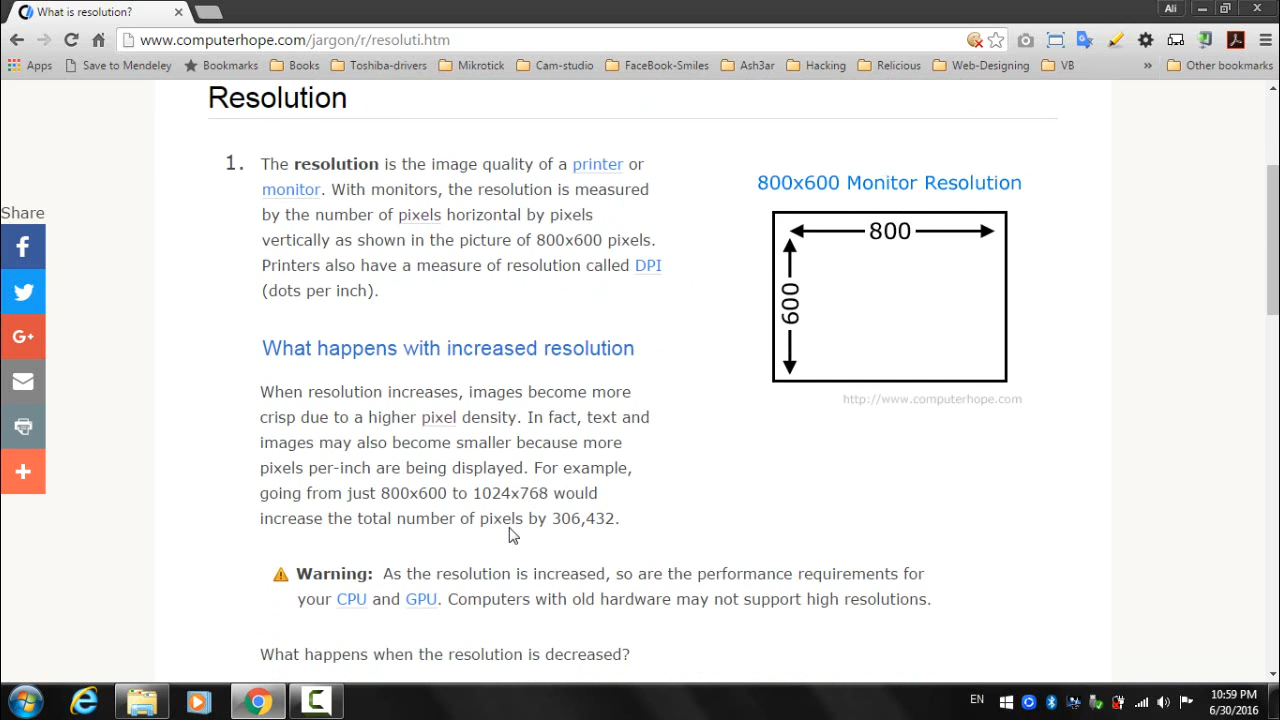 What is resolution?
Ali
www.computerhope.com/jargon/r/resoluti.htm
Apps Save to Mendeley Bookmarks Books Toshiba-drivers Mikrotick Cam-studio FaceBook-Smiles Ash3ar Hacking Relicious Web-Designing VB » Other bookmarks
Resolution
1. The resolution is the image quality of a printer or
monitor. With monitors, the resolution is measured
by the number of pixels horizontal by pixels
vertically as shown in the picture of 800x600 pixels.
Printers also have a measure of resolution called DPI
(dots per inch).
800x600 Monitor Resolution
800
600
http://www.computerhope.com
Share
What happens with increased resolution
When resolution increases, images become more
crisp due to a higher pixel density. In fact, text and
images may also become smaller because more
pixels per-inch are being displayed. For example,
going from just 800x600 to 1024x768 would
increase the total number of pixels by 306,432.
Warning: As the resolution is increased, so are the performance requirements for
your CPU and GPU. Computers with old hardware may not support high resolutions.
What happens when the resolution is decreased?
EN
10:59 PM
6/30/2016